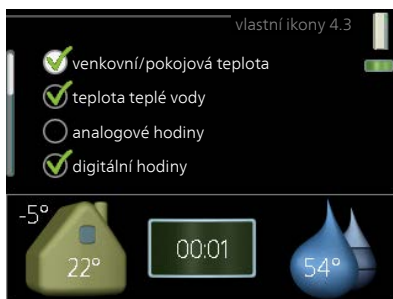 vlastní ikony 4.3
venkovní/pokojová teplota
teplota teplé vody
analogové hodiny
digitální hodiny
-5°
22°
00:01
54°